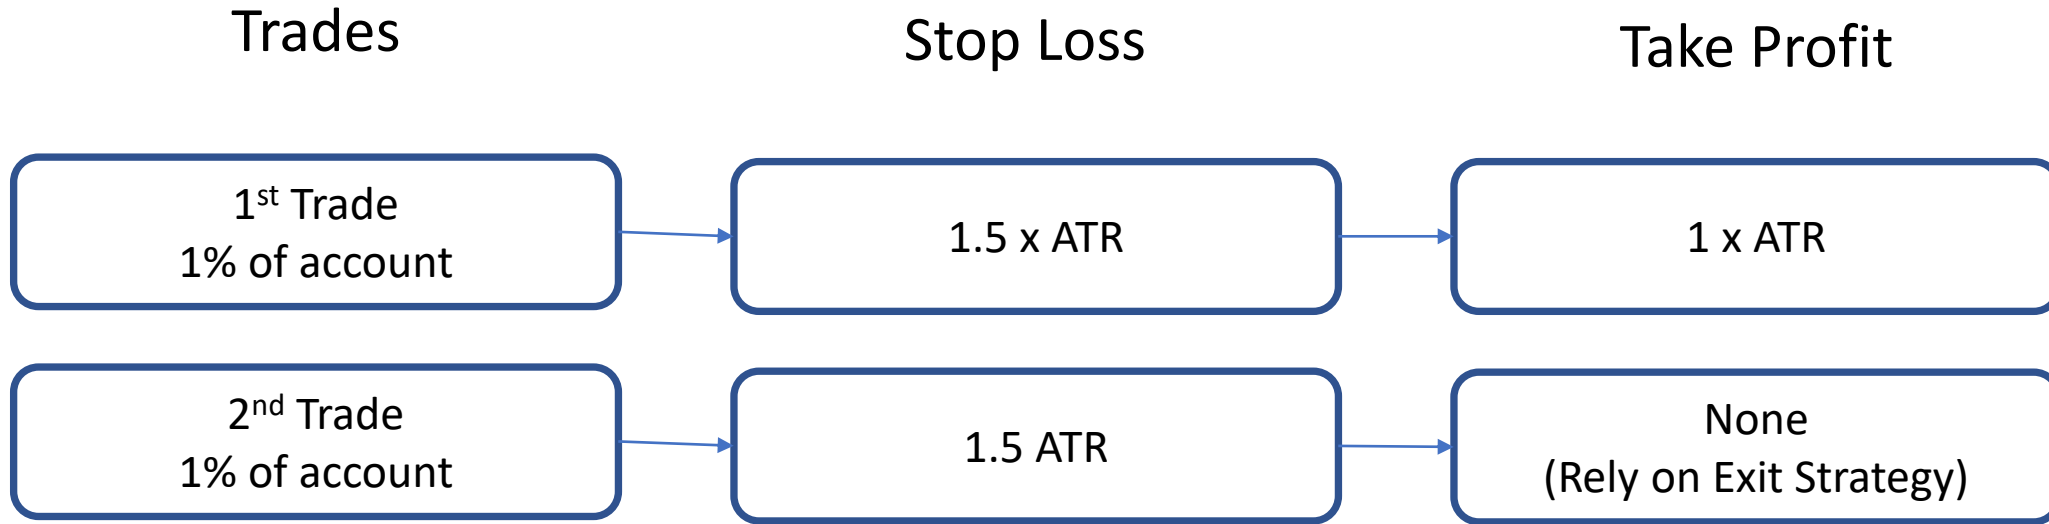 Trades
Stop Loss
Take Profit
1st Trade
1% of account
1.5 x ATR
1 x ATR
2nd Trade
1% of account
1.5 ATR
None
(Rely on Exit Strategy)